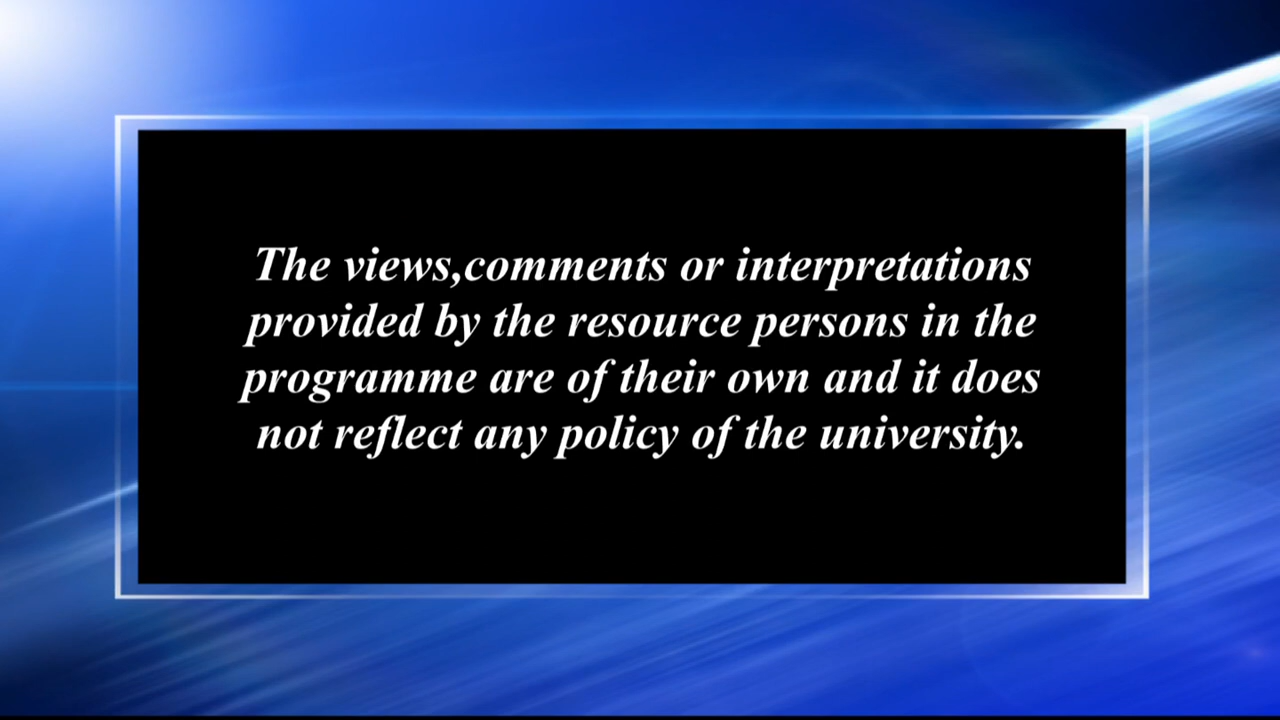 The views,comments or interpretations
provided by the resource persons in the
programme are of their own and it does
not reflect any policy of the university.